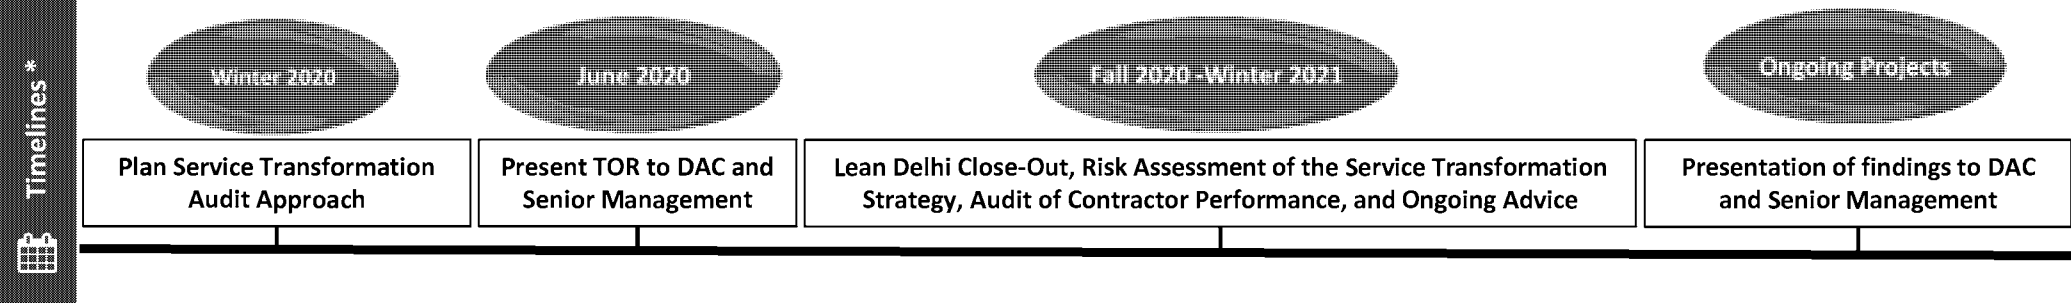 Timelines *
Winter 2020
June 2020
Fall 2020 -Winter 2021
Ongoing Projects
Plan Service Transformation
Audit Approach
Present TOR to DAC and
Senior Management
Lean Delhi Close-Out, Risk Assessment of the Service Transformation
Strategy, Audit of Contractor Performance, and Ongoing Advice
Presentation of findings to DAC
and Senior Management